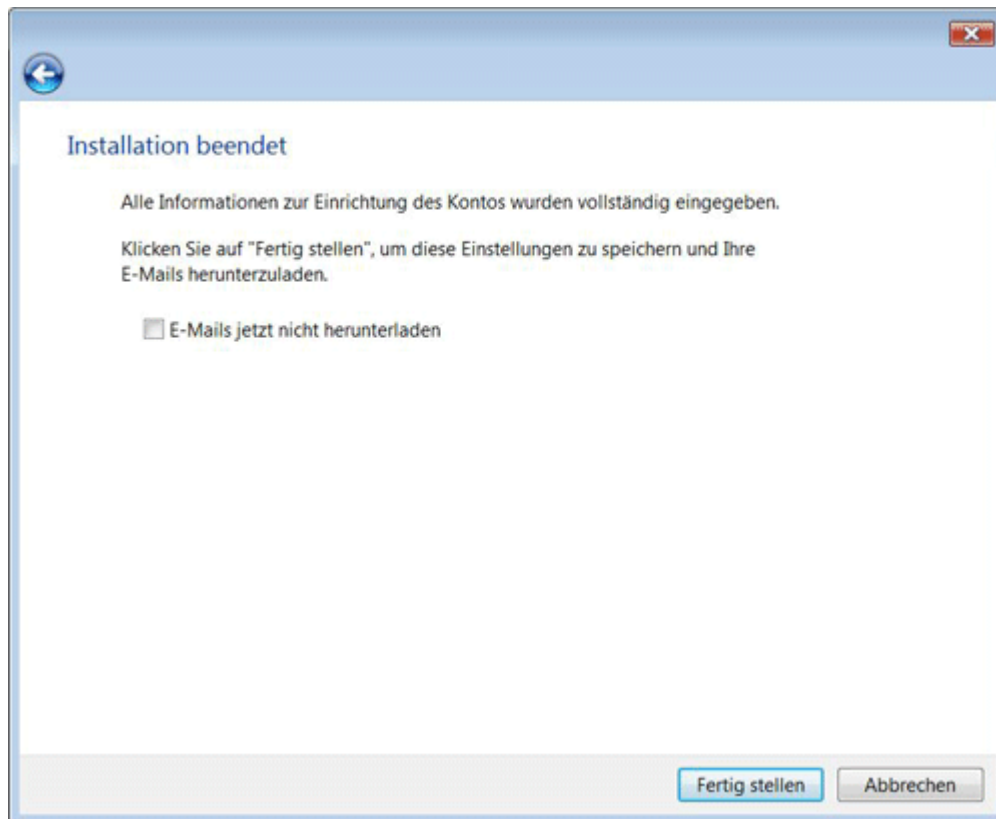 Installation beendet
Alle Informationen zur Einrichtung des Kontos wurden vollständig eingegeben.
Klicken Sie auf "Fertig stellen", um diese Einstellungen zu speichern und Ihre
E-Mails herunterzuladen.
E-Mails jetzt nicht herunterladen
Fertig stellen
Abbrechen